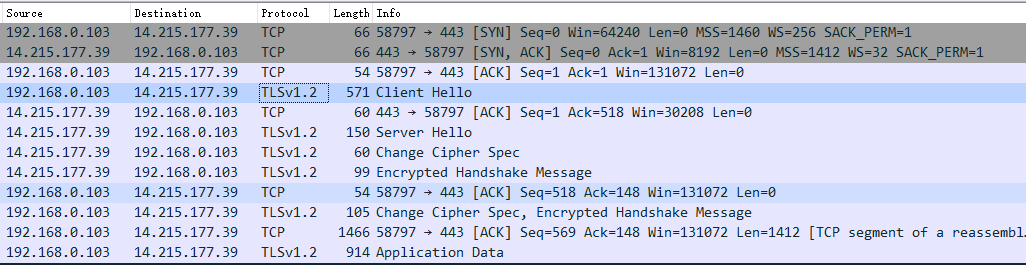 Source Destination Protocol Length Info
192.168.0.103 14.215.177.39 TCP 66 58797 → 443 [SYN] Seq=0 Win=64240 Len=0 MSS=1460 WS=256 SACK_PERM=1
14.215.177.39 192.168.0.103 TCP 66 443 → 58797 [SYN, ACK] Seq=0 Ack=1 Win=8192 Len=0 MSS=1412 WS=32 SACK_PERM=1
192.168.0.103 14.215.177.39 TCP 54 58797 → 443 [ACK] Seq=1 Ack=1 Win=131072 Len=0
192.168.0.103 14.215.177.39 TLSv1.2 571 Client Hello
14.215.177.39 192.168.0.103 TCP 60 443 → 58797 [ACK] Seq=1 Ack=518 Win=30208 Len=0
14.215.177.39 192.168.0.103 TLSv1.2 150 Server Hello
14.215.177.39 192.168.0.103 TLSv1.2 60 Change Cipher Spec
14.215.177.39 192.168.0.103 TLSv1.2 99 Encrypted Handshake Message
192.168.0.103 14.215.177.39 TCP 54 58797 → 443 [ACK] Seq=518 Ack=148 Win=131072 Len=0
192.168.0.103 14.215.177.39 TLSv1.2 105 Change Cipher Spec, Encrypted Handshake Message
192.168.0.103 14.215.177.39 TCP 1466 58797 → 443 [ACK] Seq=569 Ack=148 Win=131072 Len=1412 [TCP segment of a reassembl…
192.168.0.103 14.215.177.39 TLSv1.2 914 Application Data